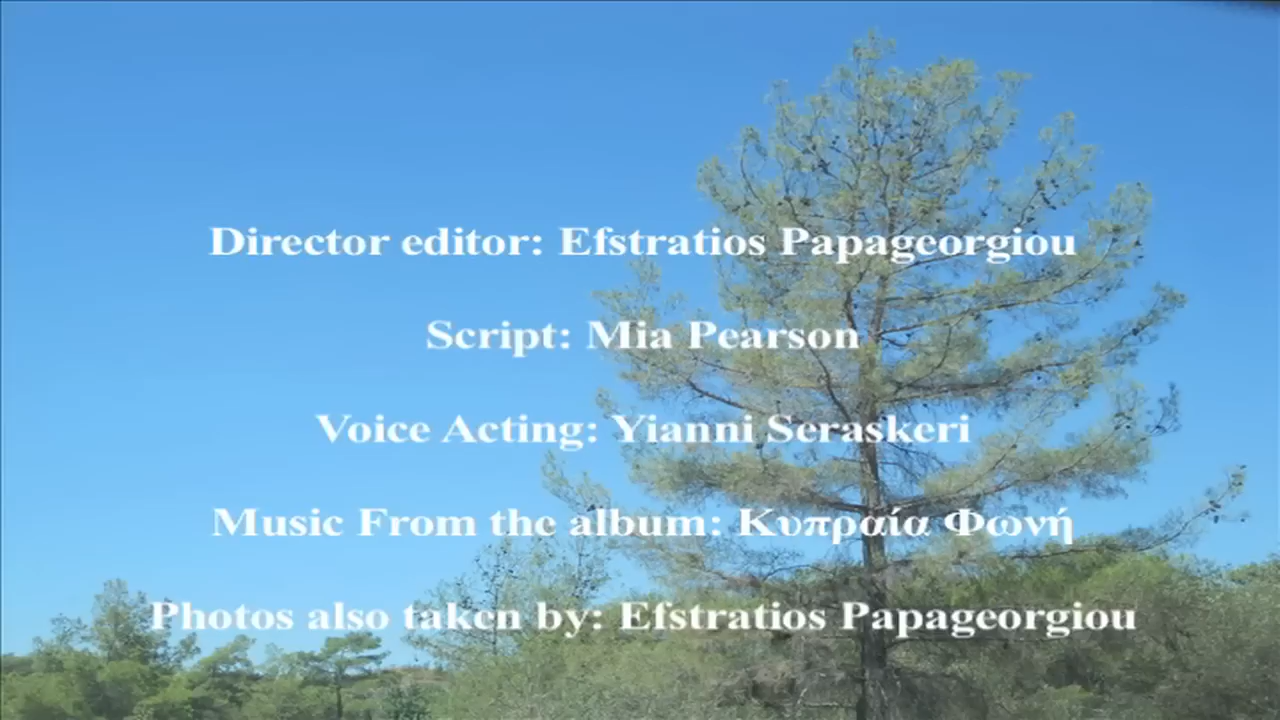 Director editor: Efstratios Papageorgiou
Script: Mia Pearson
Voice Acting: Yianni Seraskeri
Music From the album: Κυπραία Φωνή
Photos also taken by: Efstratios Papageorgiou